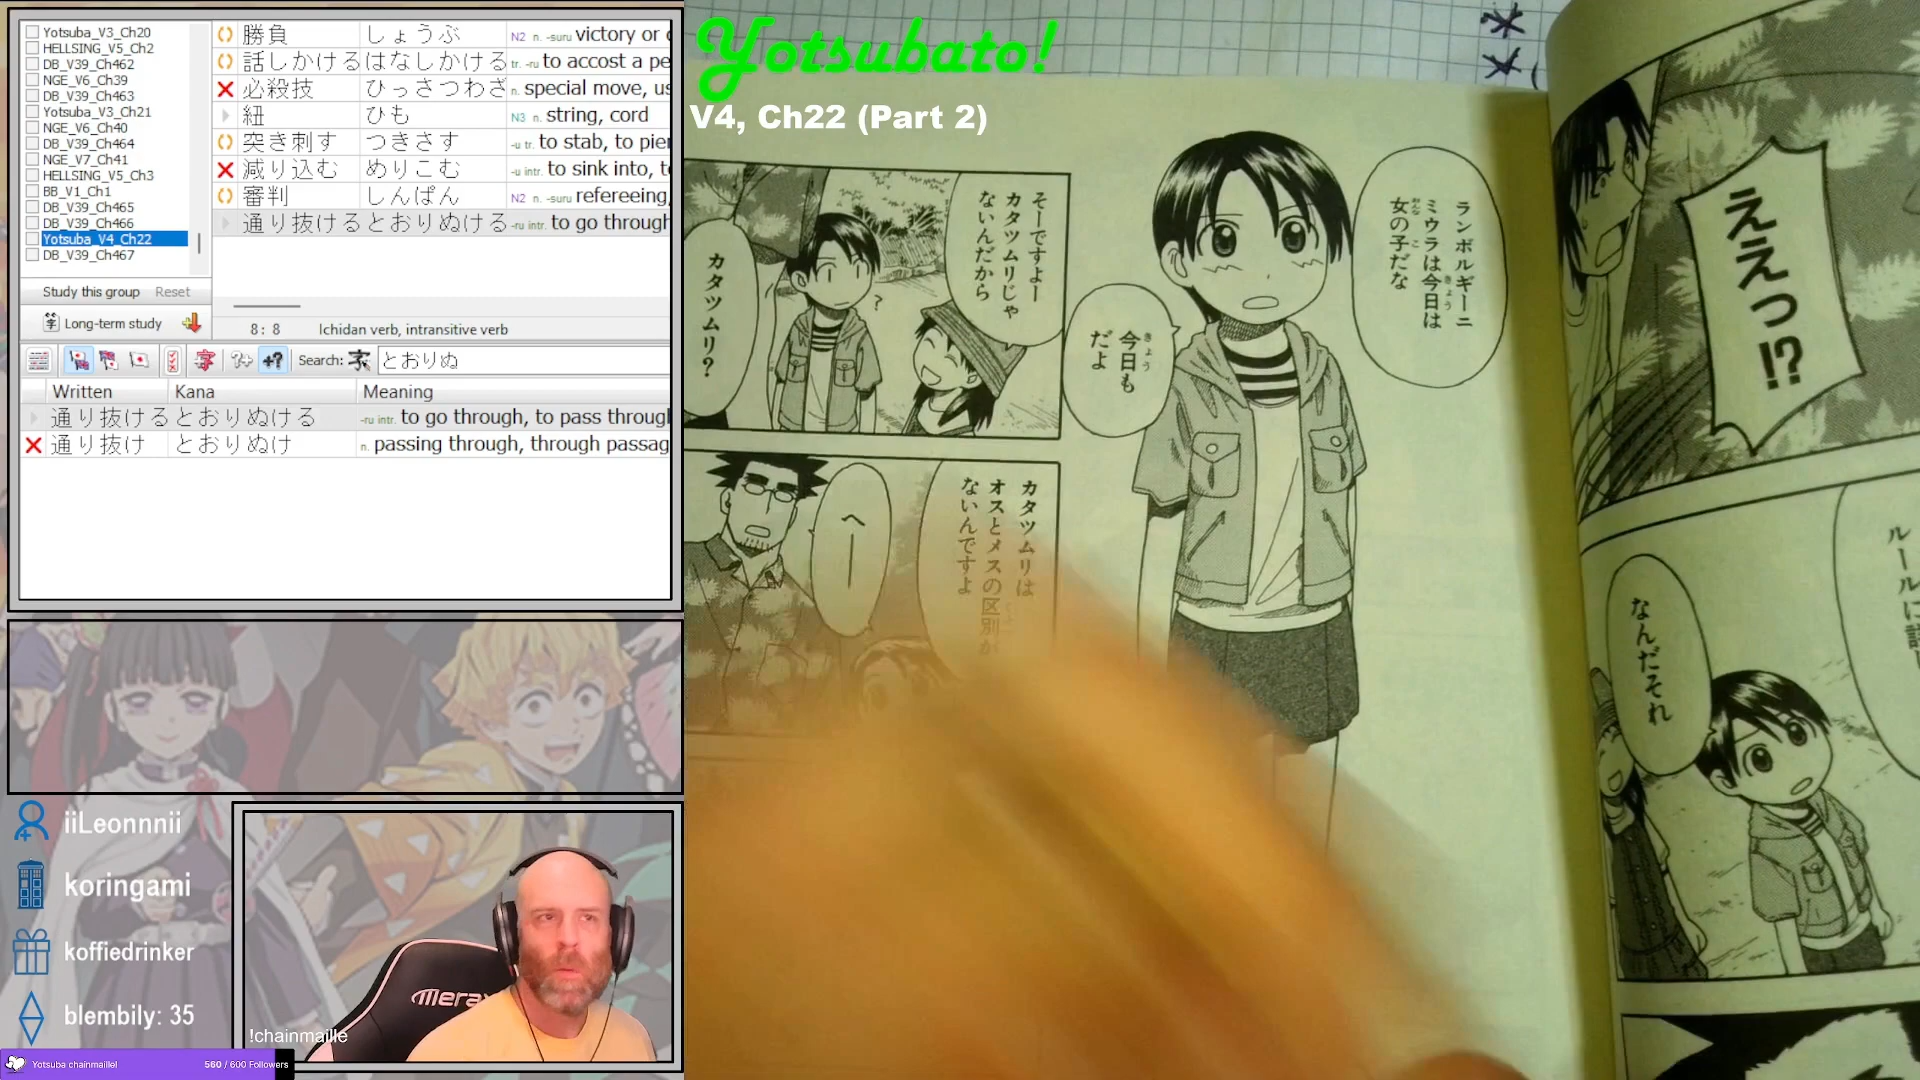 Yotsuba_V3_Ch20
HELLSING_V5_Ch2
DB_V39_Ch462
NGE_V6_Ch39
DB_V39_Ch463
Yotsuba_V3_Ch21
NGE_V6_Ch40
DB_V39_Ch464
NGE_V7_Ch41
HELLSING_V5_Ch3
BB_V1_Ch1
DB_V39_Ch465
DB_V39_Ch466
Yotsuba_V4_Ch22
DB_V39_Ch467
Study this group Reset
Long-term study
勝負 しょうぶ N2 n. -suru victory or
話しかける はなしかける tr. -ru to accost a pe
必殺技 ひっさつわざ n. special move, us
紐 ひも N3 n. string, cord
突き刺す つきさす -u tr. to stab, to pier
減り込む めりこむ -u intr. to sink into, t
審判 しんぱん N2 n. -suru refereeing,
通り抜ける とおりぬける -ru intr. to go through
8: 8 Ichidan verb, intransitive verb
Search: とおりぬ
Written Kana Meaning
通り抜ける とおりぬける -ru intr. to go through, to pass throug
通り抜け とおりぬけ n. passing through, through passag
iiLeonnnii
koringami
koffiedrinker
blembily: 35
!chainmaille
Yotsuba chainmaille!
560 / 600 Followers
Yotsubato!
V4, Ch22 (Part 2)
ええっ!?
なんだそれ
ルールに
ランボルギーニ
ミウラは今日は
女の子だな
今日も
だよ
そーですよー
カタツムリじゃ
ないんだから
カタツムリ?
カタツムリは
オスとメスの区別が
ないんですよ
へー